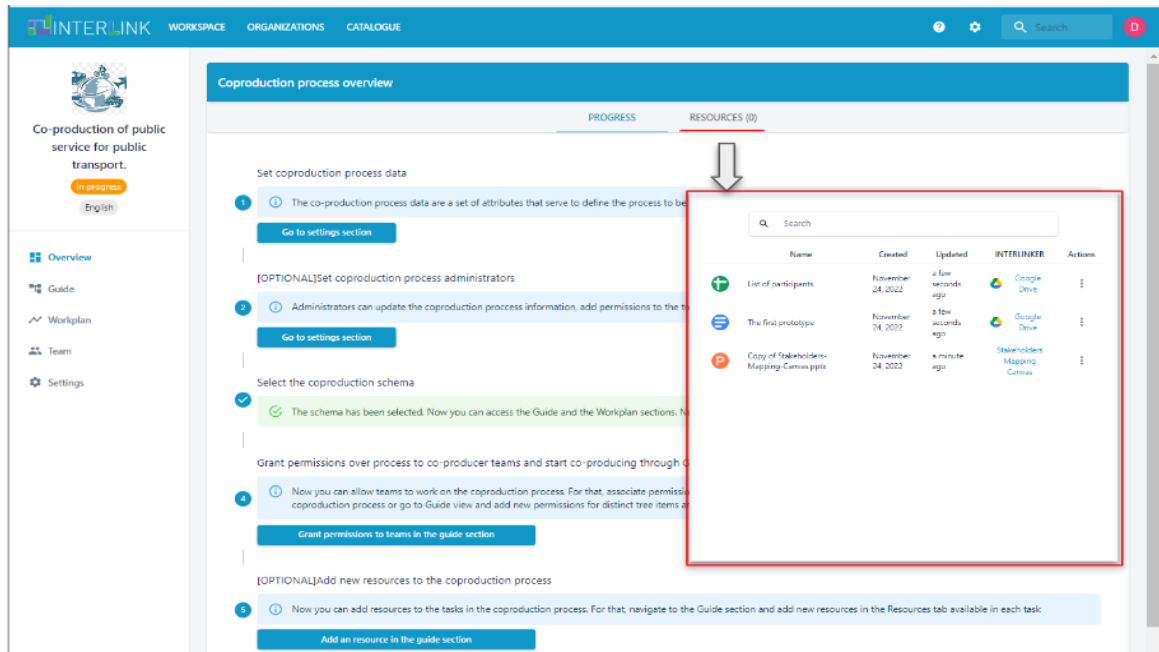 INTERLINK WORKSPACE ORGANIZATIONS CATALOGUE Search D
Co-production of public
service for public
transport.
In progress
English
Overview
Guide
Workplan
Team
Settings
Coproduction process overview
PROGRESS RESOURCES (0)
Set coproduction process data
1 The co-production process data are a set of attributes that serve to define the process to be
Go to settings section
[OPTIONAL]Set coproduction process administrators
2 Administrators can update the coproduction proccess information, add permissions to the
Go to settings section
Select the coproduction schema
The schema has been selected. Now you can access the Guide and the Workplan sections.
Grant permissions over process to co-producer teams and start co-producing through
4 Now you can allow teams to work on the coproduction process. For that, associate
coproduction process or go to Guide view and add new permissions for distinct tree items
Grant permissions to teams in the guide section
[OPTIONAL]Add new resources to the coproduction process
5 Now you can add resources to the tasks in the coproduction process. For that, navigate to the Guide section and add new resources in the Resources tab available in each task
Add an resource in the guide section
Search
Name Created Updated INTERLINKER Actions
List of participants November 24, 2022 a few seconds ago Google Drive
The first prototype November 24, 2022 a few seconds ago Google Drive
P Copy of Stakeholders-Mapping-Canvas.pptx November 24, 2022 a minute ago Stakeholders Mapping Canvas